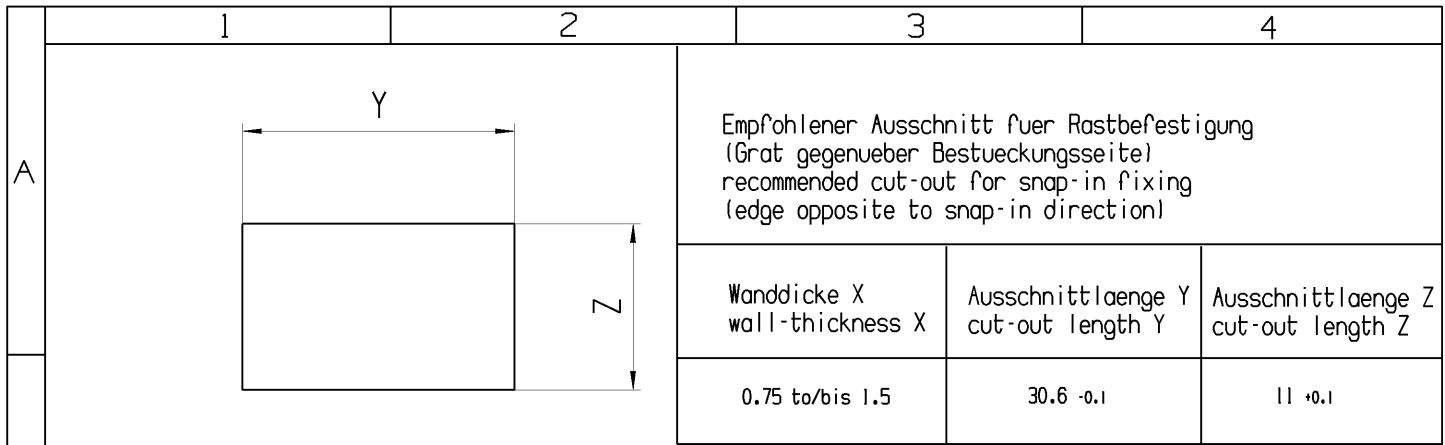 1 2 3 4
A
Y
Z
Empfohlener Ausschnitt fuer Rastbefestigung
(Grat gegenueber Bestueckungsseite)
recommended cut-out for snap-in fixing
(edge opposite to snap-in direction)
Wanddicke X
wall-thickness X
Ausschnittlaenge Y
cut-out length Y
Ausschnittlaenge Z
cut-out length Z
0.75 to/bis 1.5
30.6 -0.1
11 +0.1